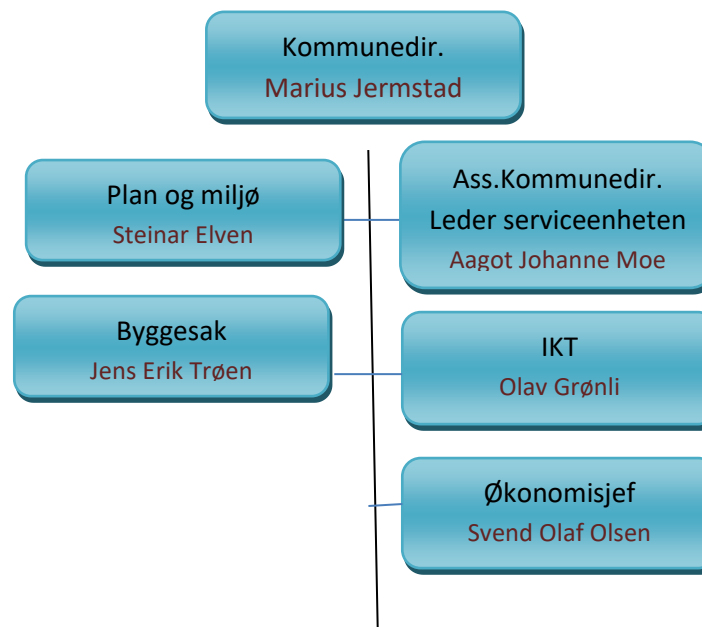 Kommunedir.
Marius Jermstad
Plan og miljø
Steinar Elven
Ass.Kommunedir.
Leder serviceenheten
Aagot Johanne Moe
Byggesak
Jens Erik Trøen
IKT
Olav Grønli
Økonomisjef
Svend Olaf Olsen